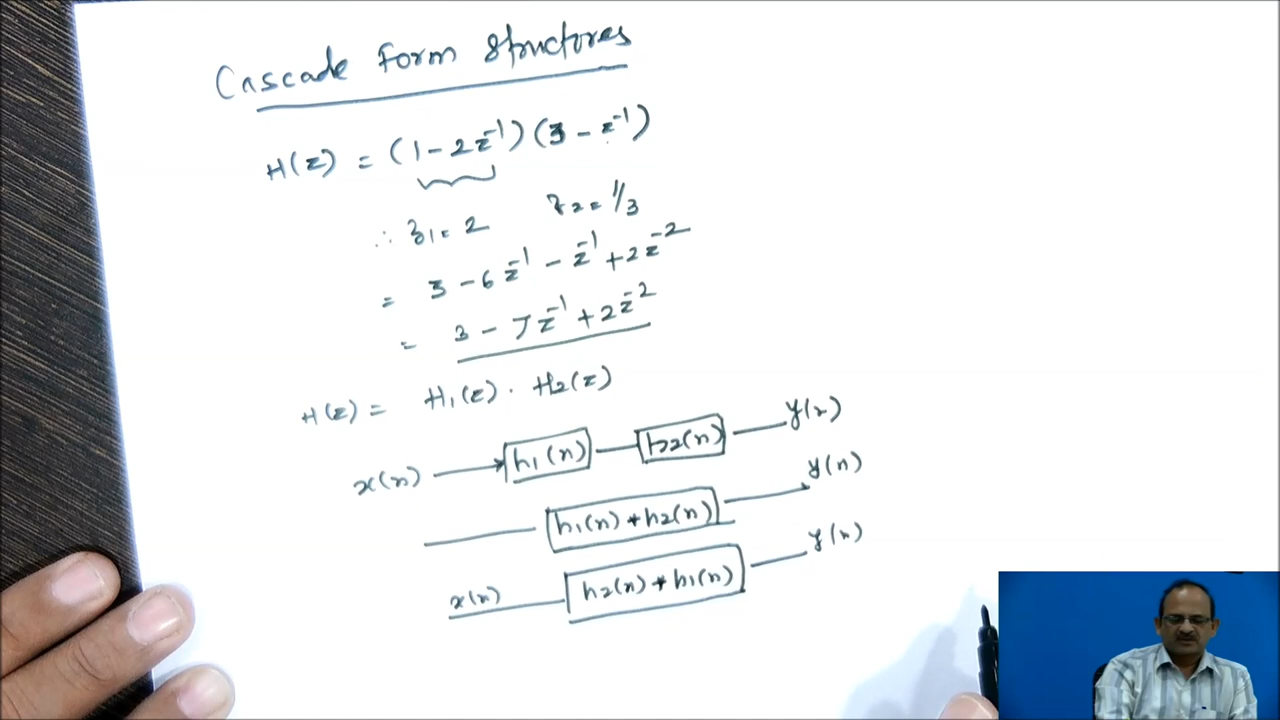 Cascade Form Structores
H(z) = (1 - 2z⁻¹)(3 - z⁻¹)
∴ z₁ = 2 z₂ = 1/3
= 3 - 6z⁻¹ - z⁻¹ + 2z⁻²
= 3 - 7z⁻¹ + 2z⁻²
H(z) = H₁(z) · H₂(z)
x(n) h₁(n) h₂(n) y(n)
h₁(n) * h₂(n) y(n)
x(n) h₂(n) * h₁(n) y(n)